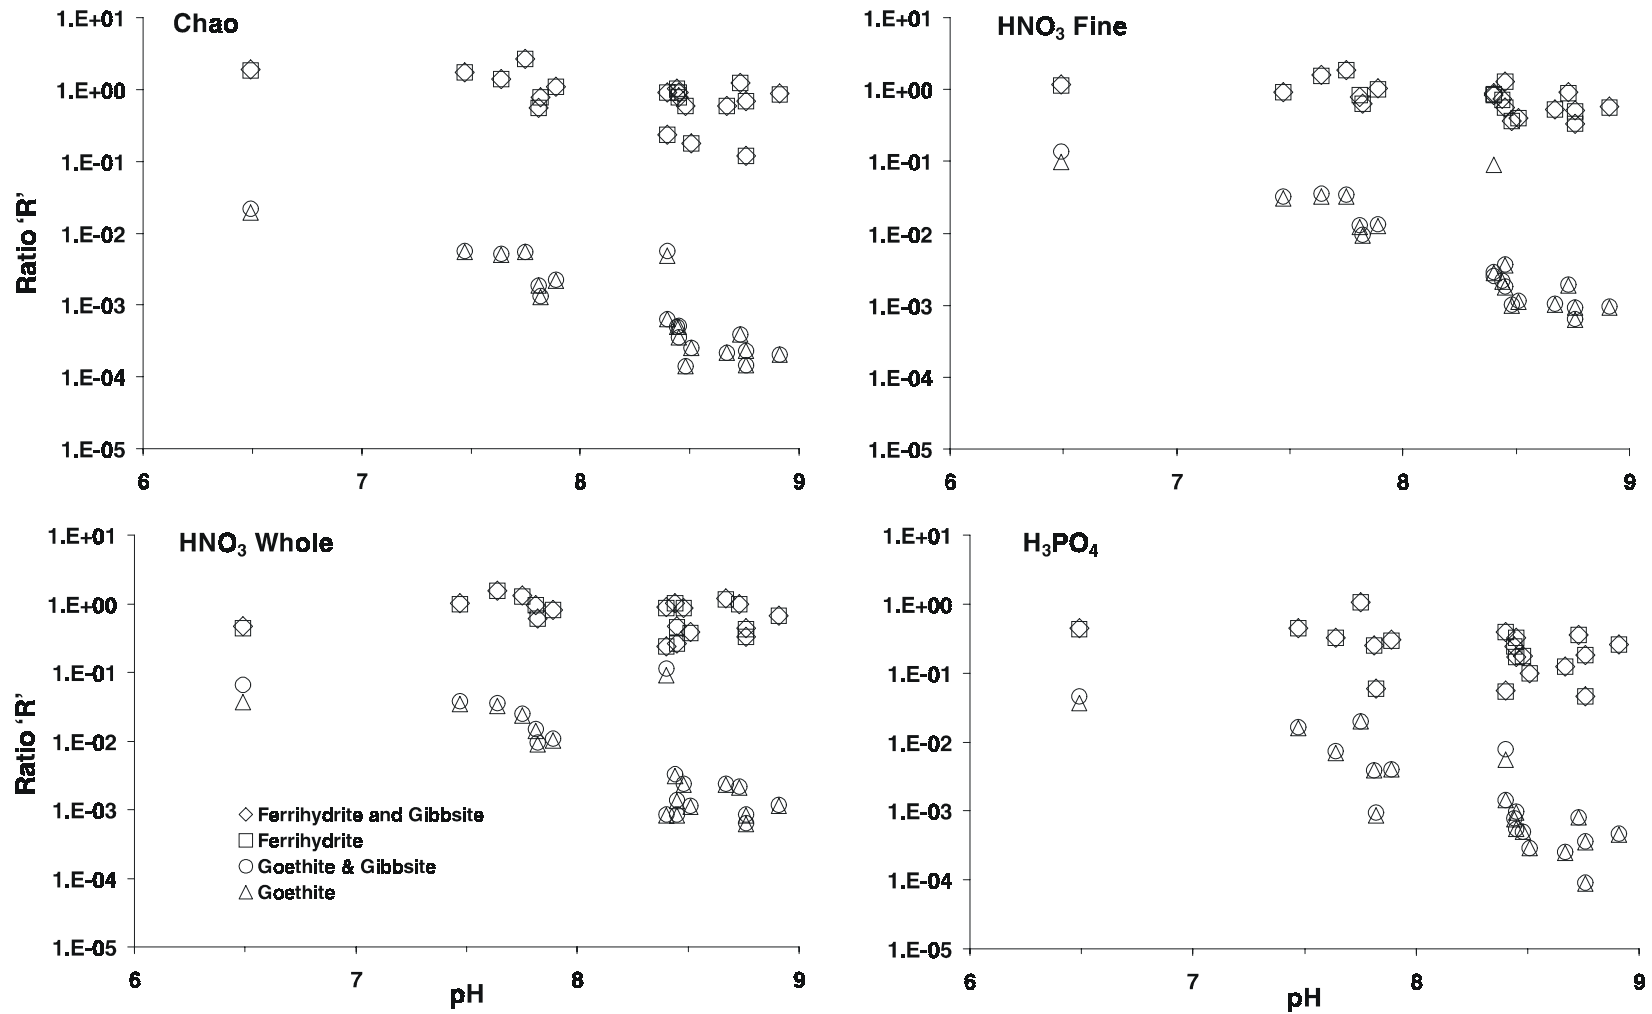 Chao
1.E+01
1.E+00
1.E-01
1.E-02
1.E-03
1.E-04
1.E-05
Ratio ‘R’
6 7 8 9
HNO3 Fine
1.E+01
1.E+00
1.E-01
1.E-02
1.E-03
1.E-04
1.E-05
6 7 8 9
HNO3 Whole
1.E+01
1.E+00
1.E-01
1.E-02
1.E-03
1.E-04
1.E-05
Ratio ‘R’
Ferrihydrite and Gibbsite
Ferrihydrite
Goethite & Gibbsite
Goethite
6 7 8 9
pH
H3PO4
1.E+01
1.E+00
1.E-01
1.E-02
1.E-03
1.E-04
1.E-05
6 7 8 9
pH